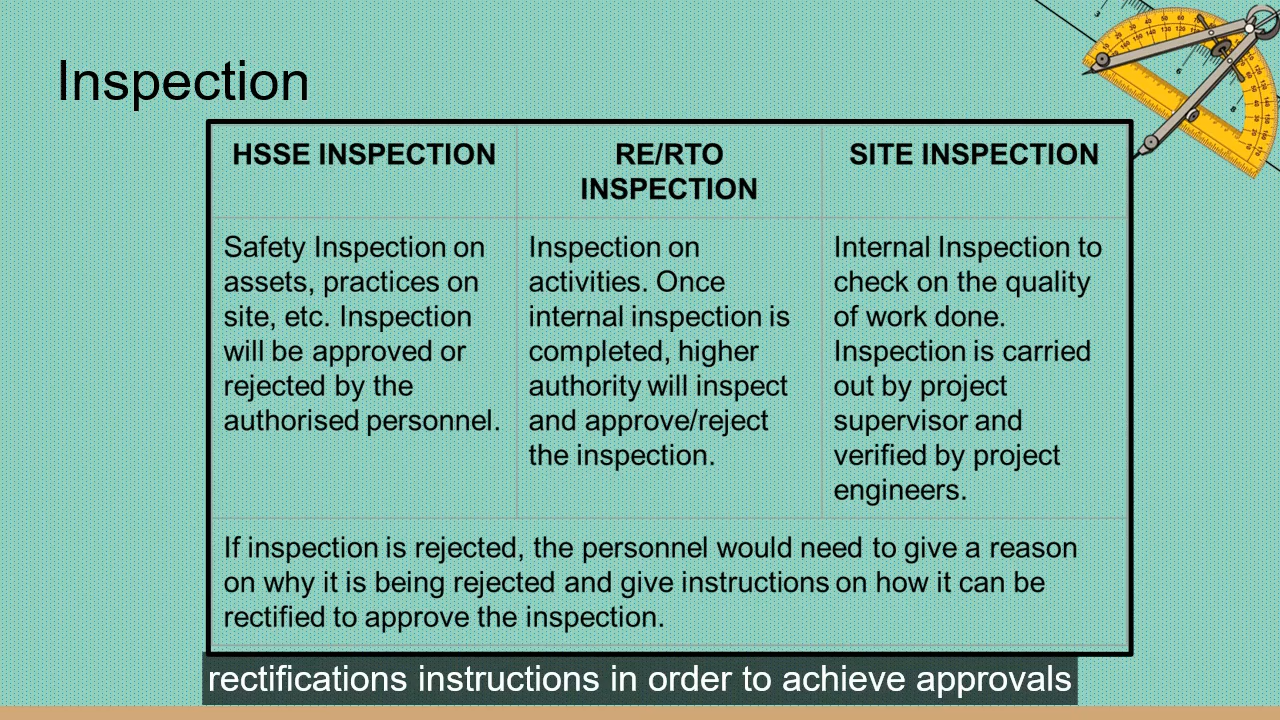 Inspection
HSSE INSPECTION
RE/RTO
INSPECTION
SITE INSPECTION
Safety Inspection on
assets, practices on
site, etc. Inspection
will be approved or
rejected by the
authorised personnel.
Inspection on
activities. Once
internal inspection is
completed, higher
authority will inspect
and approve/reject
the inspection.
Internal Inspection to
check on the quality
of work done.
Inspection is carried
out by project
supervisor and
verified by project
engineers.
If inspection is rejected, the personnel would need to give a reason
on why it is being rejected and give instructions on how it can be
rectified to approve the inspection.
rectifications instructions in order to achieve approvals